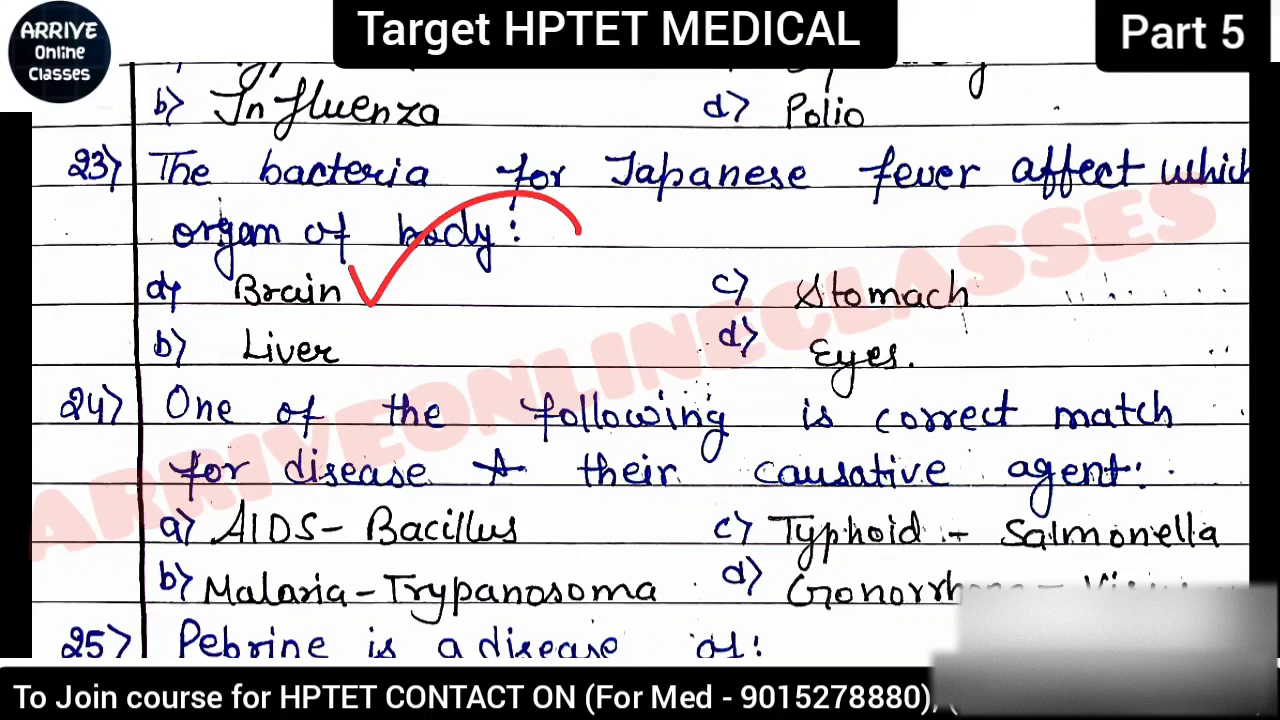 ARRIVE
Online
Classes
Target HPTET MEDICAL
Part 5
b) Influenza
d) Polio
23) The bacteria for Japanese fever affect which
organ of body:
a) Brain
c) Stomach
b) Liver
d) Eyes.
24) One of the following is correct match
for disease & their causative agent:
a) AIDS - Bacillus
c) Typhoid - Salmonella
b) Malaria - Trypanosoma
d)
25) Pebrine is a disease of:
ARRIVEONLINECLASSES
To Join course for HPTET CONTACT ON (For Med - 9015278880), (